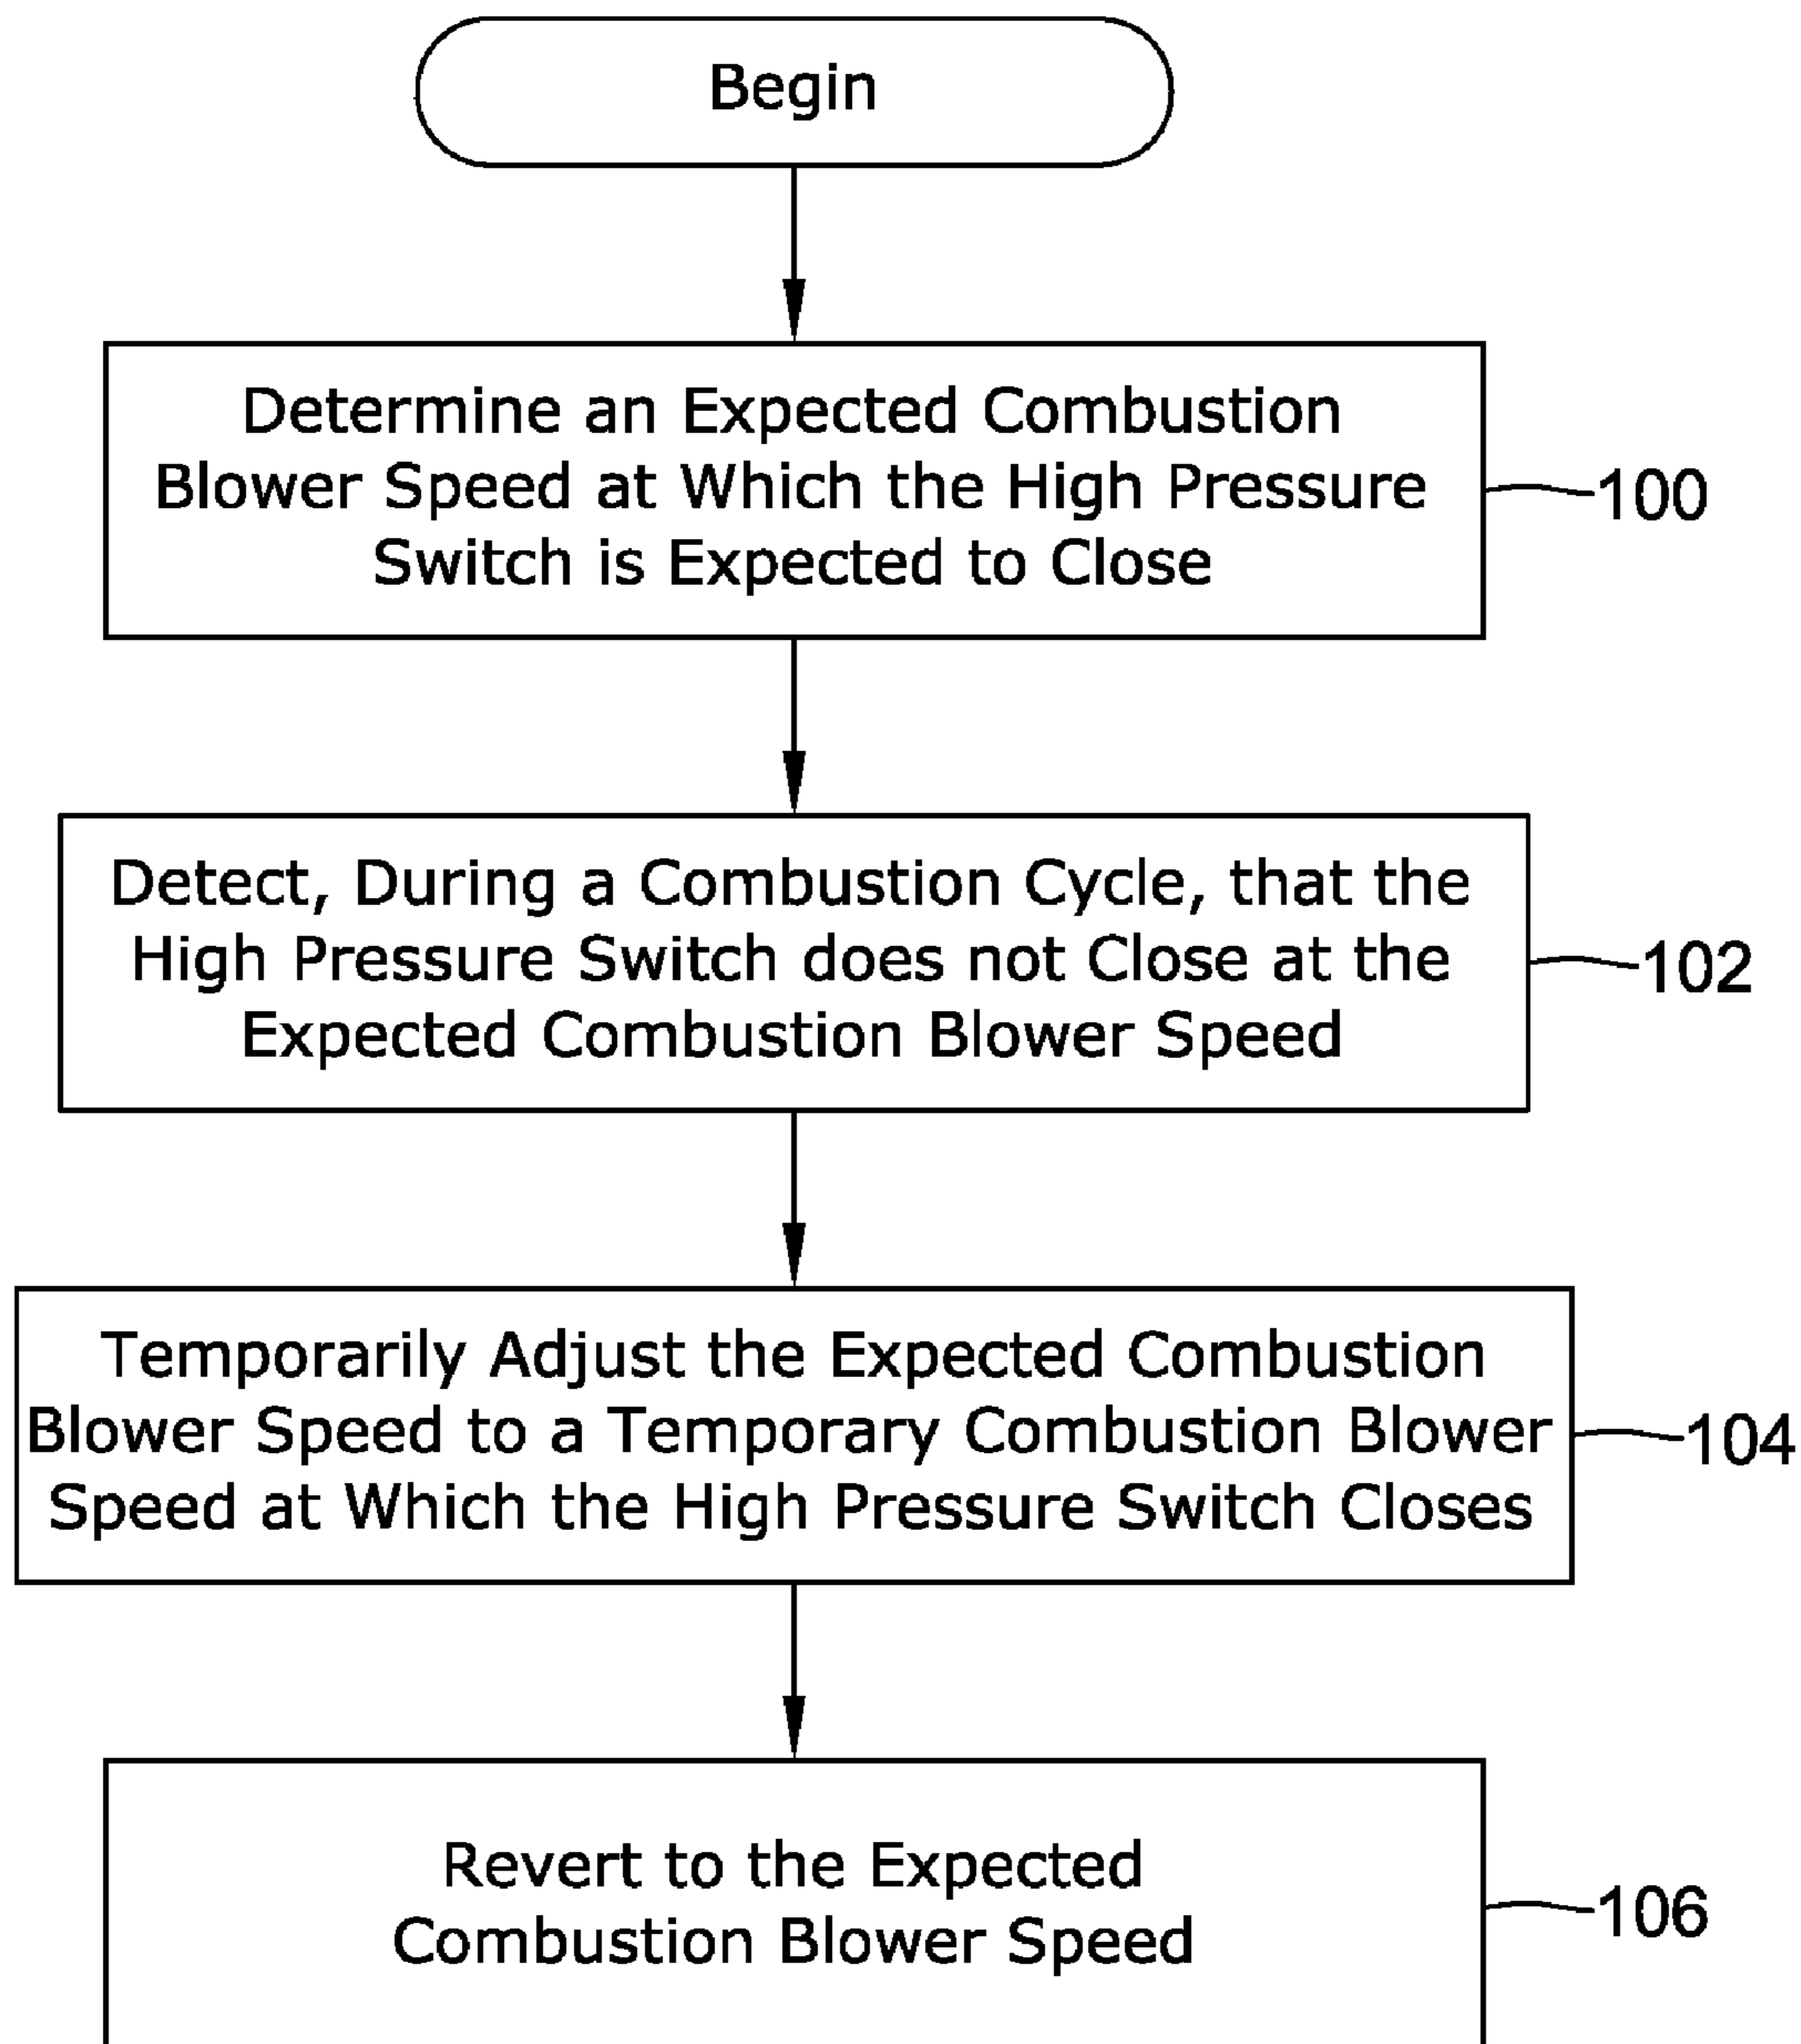 Begin
Determine an Expected Combustion
Blower Speed at Which the High Pressure
Switch is Expected to Close
100
Detect, During a Combustion Cycle, that the
High Pressure Switch does not Close at the
Expected Combustion Blower Speed
102
Temporarily Adjust the Expected Combustion
Blower Speed to a Temporary Combustion Blower
Speed at Which the High Pressure Switch Closes
104
Revert to the Expected
Combustion Blower Speed
106